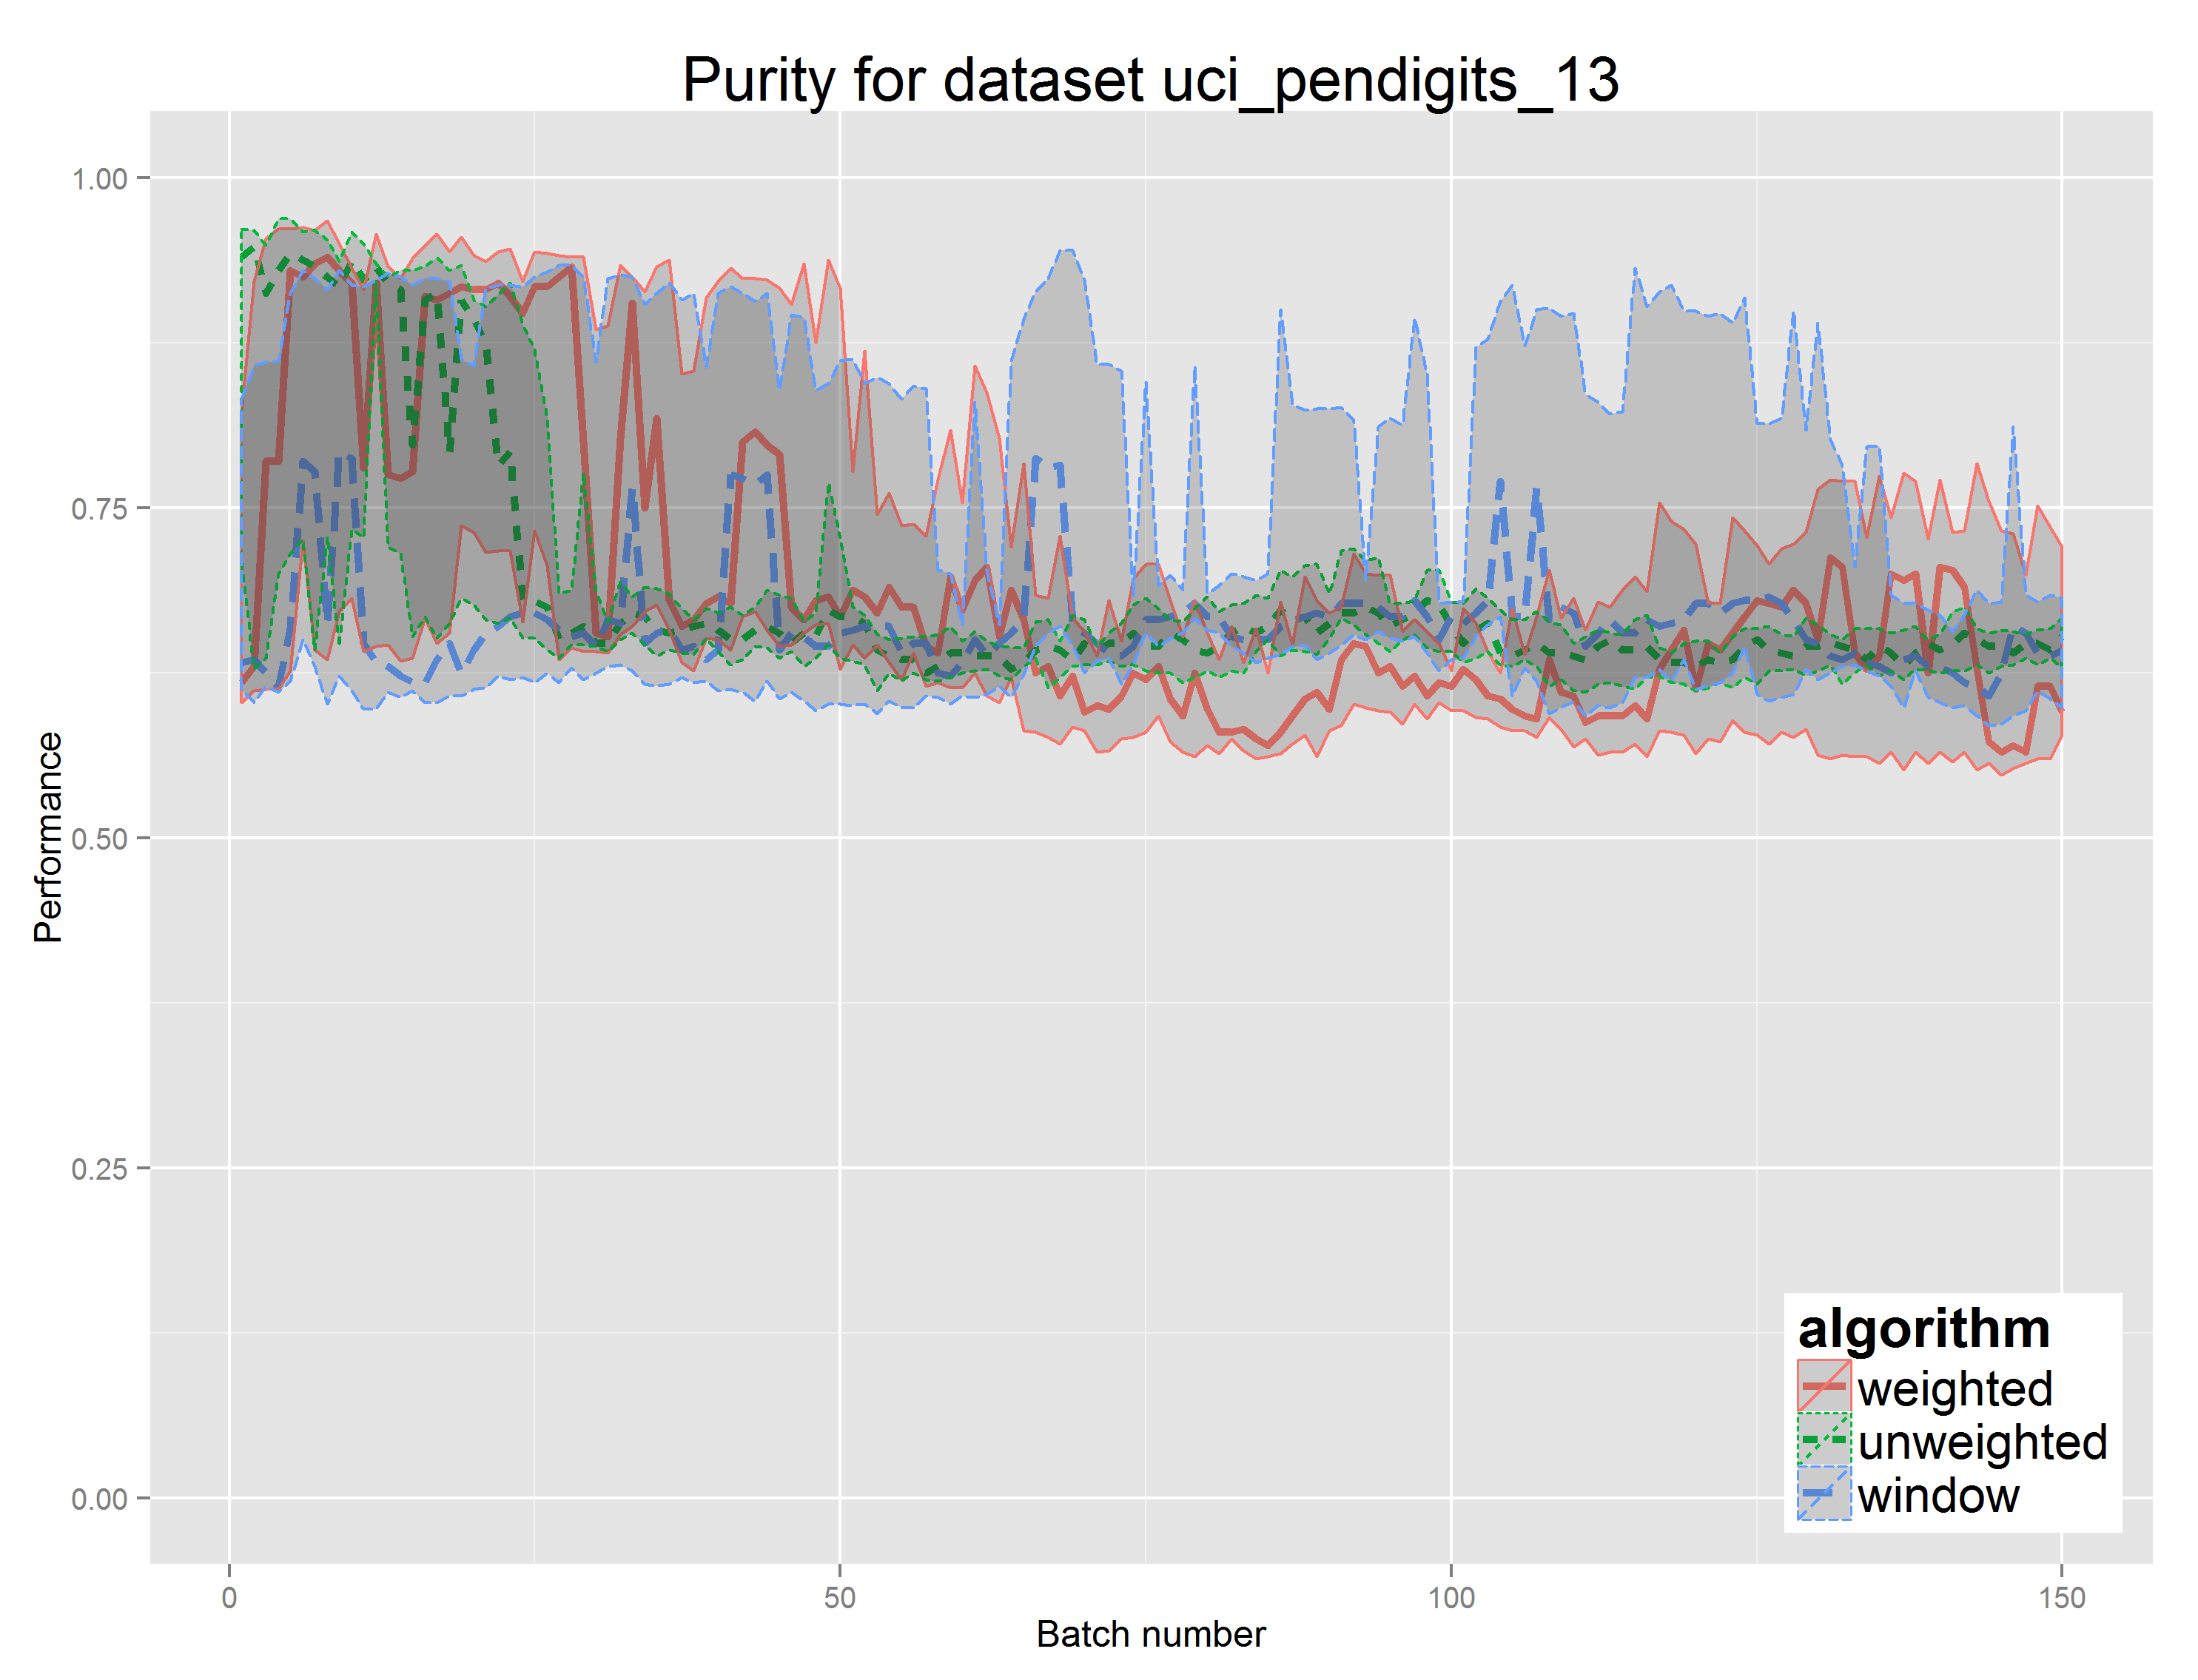 Purity for dataset uci_pendigits_13
1.00
0.75
0.50
0.25
0.00
Performance
0
50
100
150
Batch number
algorithm
weighted
unweighted
window